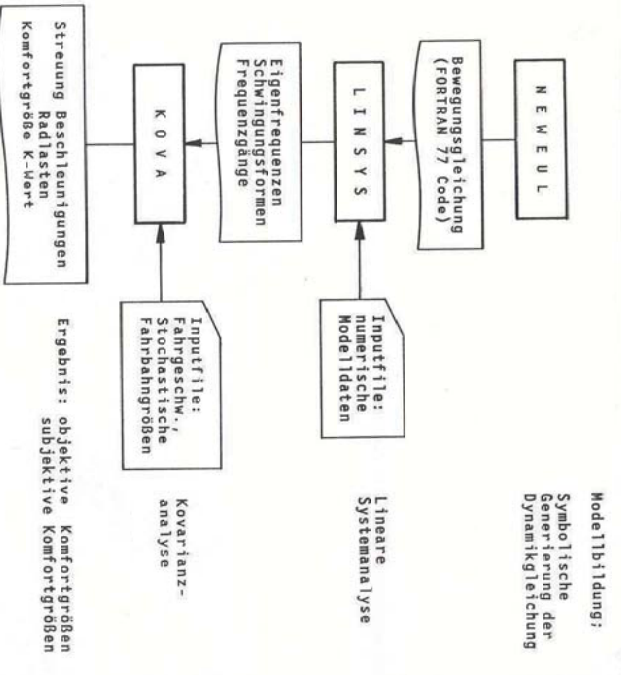 Modellbildung;
Symbolische
Generierung der
Dynamikgleichung
N E W E U L
Bewegungsgleichung
(FORTRAN 77 Code)
L I N S Y S
Inputfile:
numerische
Modelldaten
Lineare
Systemanalyse
Eigenfrequenzen
Schwingungsformen
Frequenzgänge
K O V A
Inputfile:
Fahrgeschw.,
Stochastische
Fahrbahngrößen
Kovarianz-
analyse
Streuung Beschleunigungen
Radlasten
Komfortgröße K-Wert
Ergebnis: objektive Komfortgrößen
subjektive Komfortgrößen